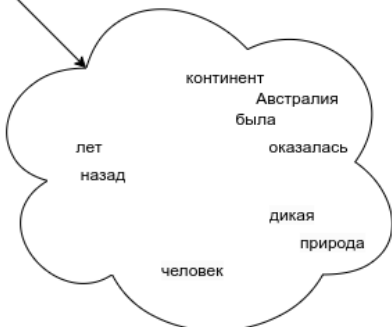 континент
Австралия
была
лет
оказалась
назад
дикая
природа
человек